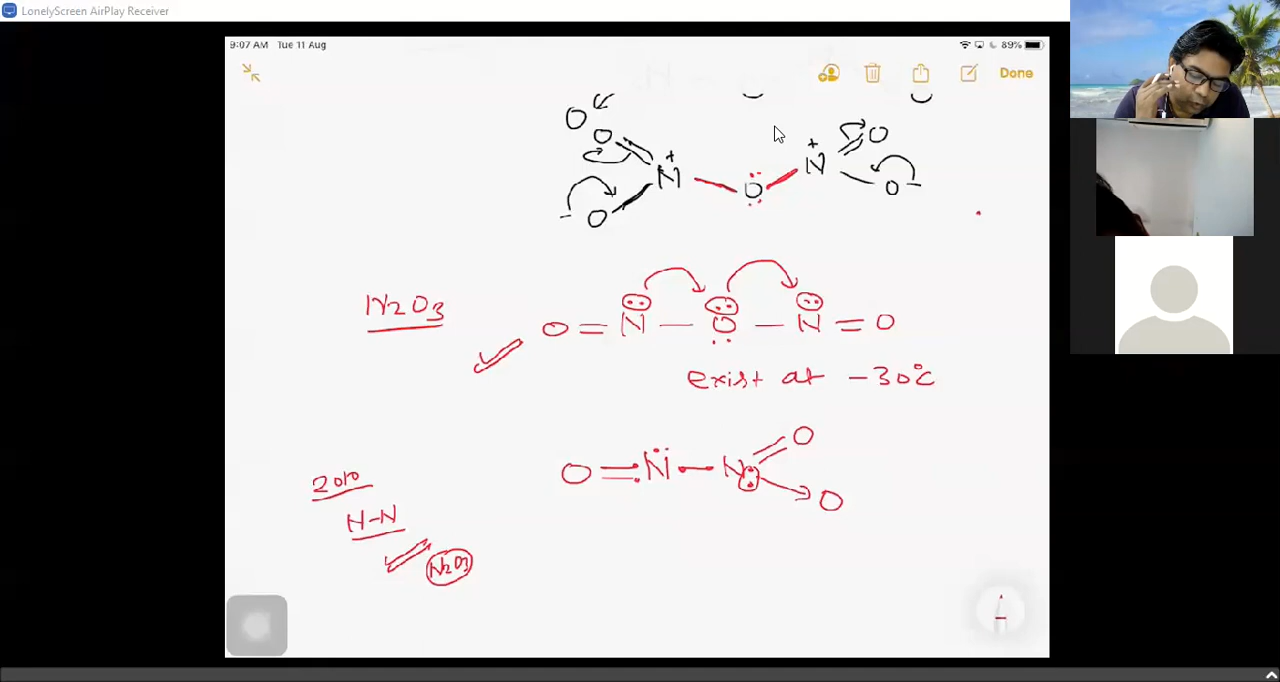 LonelyScreen AirPlay Receiver
9:07 AM Tue 11 Aug
89%
Done
O
O + + O
N N
O
O O
N2O3
O = N — O — N = O
exist at -30°C
O
O = N — N
O
2010
N-N
N2O3